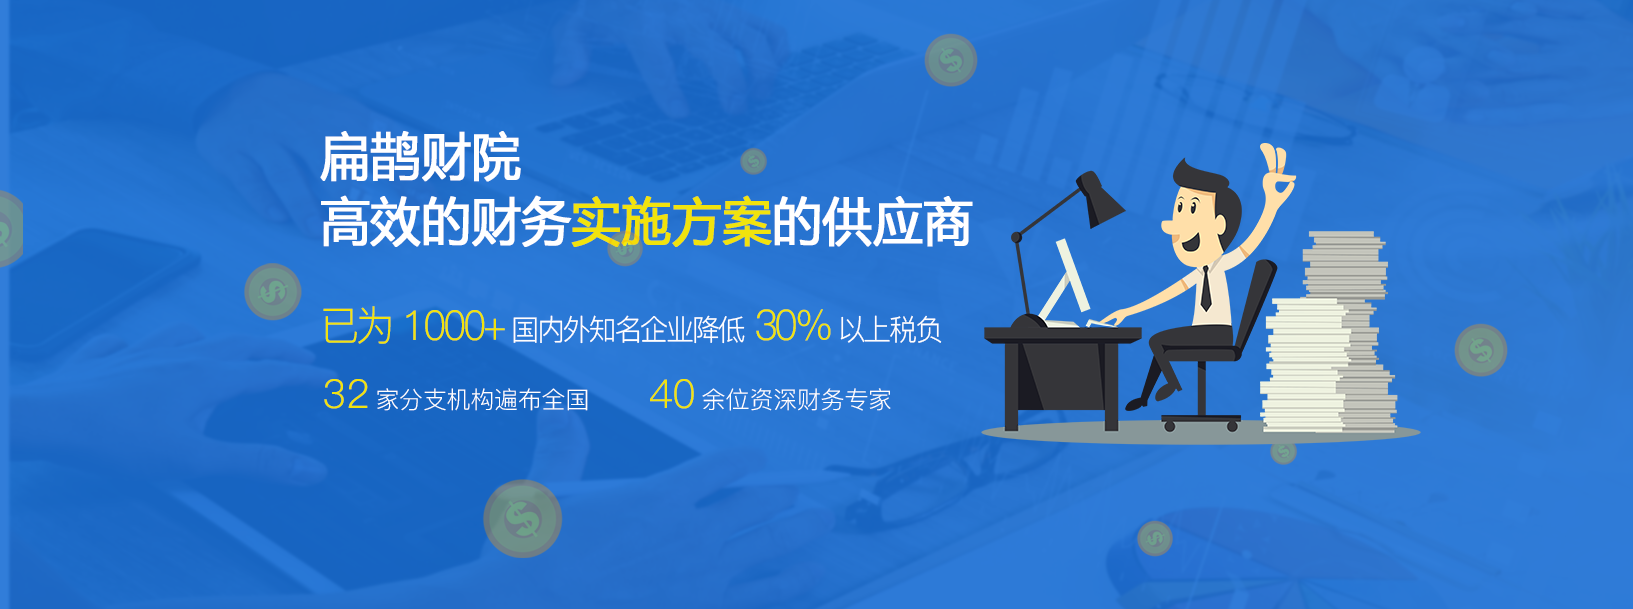 扁鹊财院
高效的财务实施方案的供应商
已为 1000+ 国内外知名企业降低 30% 以上税负
32 家分支机构遍布全国 40 余位资深财务专家